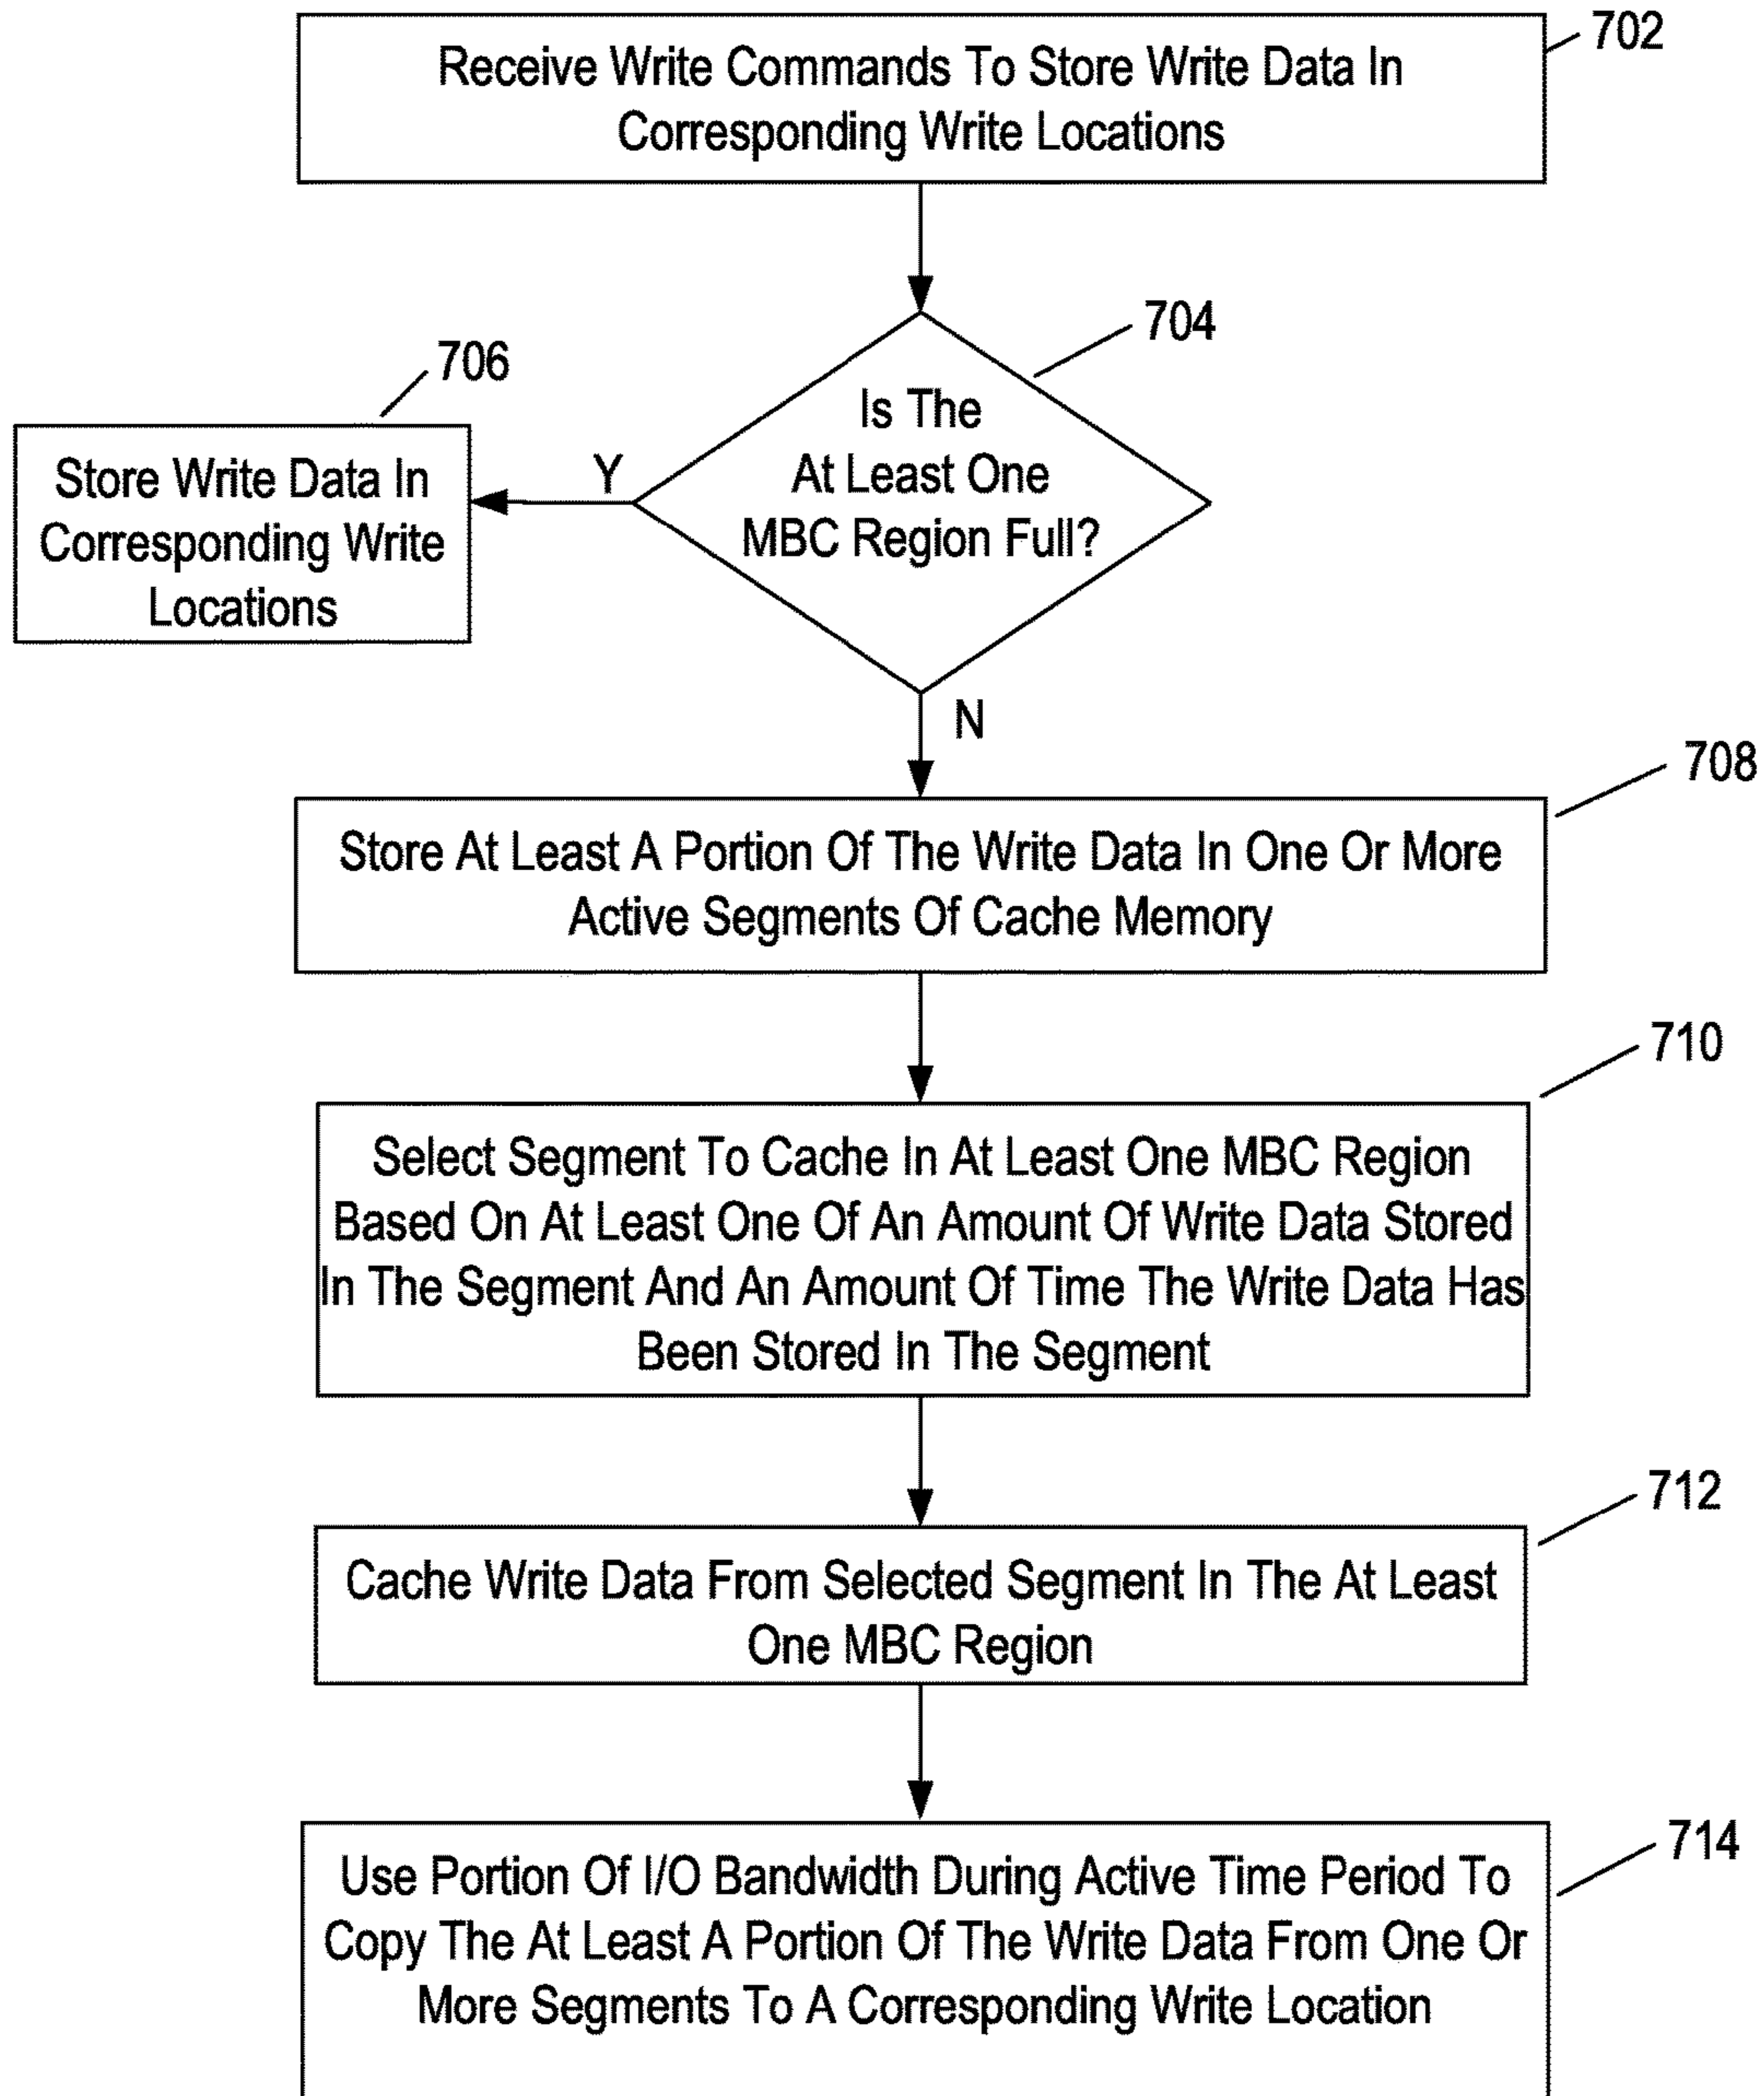 702
Receive Write Commands To Store Write Data In
Corresponding Write Locations
704
Is The
At Least One
MBC Region Full?
Y
706
Store Write Data In
Corresponding Write
Locations
N
708
Store At Least A Portion Of The Write Data In One Or More
Active Segments Of Cache Memory
710
Select Segment To Cache In At Least One MBC Region
Based On At Least One Of An Amount Of Write Data Stored
In The Segment And An Amount Of Time The Write Data Has
Been Stored In The Segment
712
Cache Write Data From Selected Segment In The At Least
One MBC Region
714
Use Portion Of I/O Bandwidth During Active Time Period To
Copy The At Least A Portion Of The Write Data From One Or
More Segments To A Corresponding Write Location